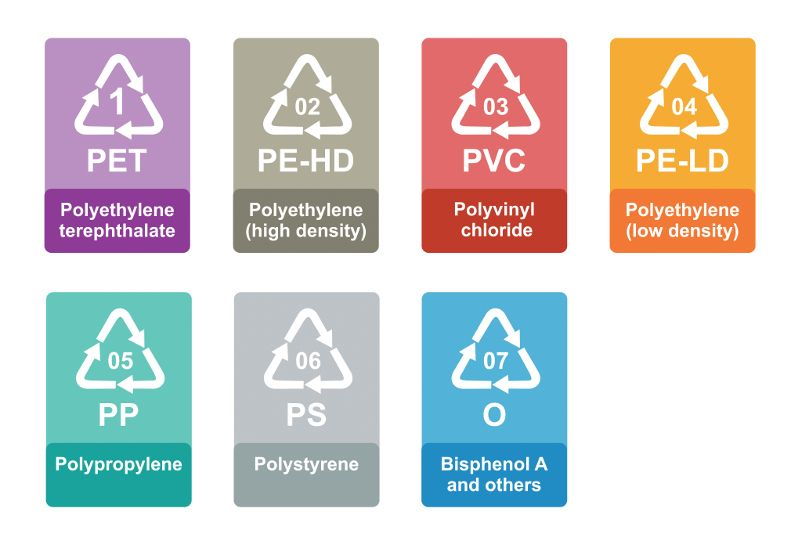 1
PET
Polyethylene
terephthalate
02
PE-HD
Polyethylene
(high density)
03
PVC
Polyvinyl
chloride
04
PE-LD
Polyethylene
(low density)
05
PP
Polypropylene
06
PS
Polystyrene
07
O
Bisphenol A
and others